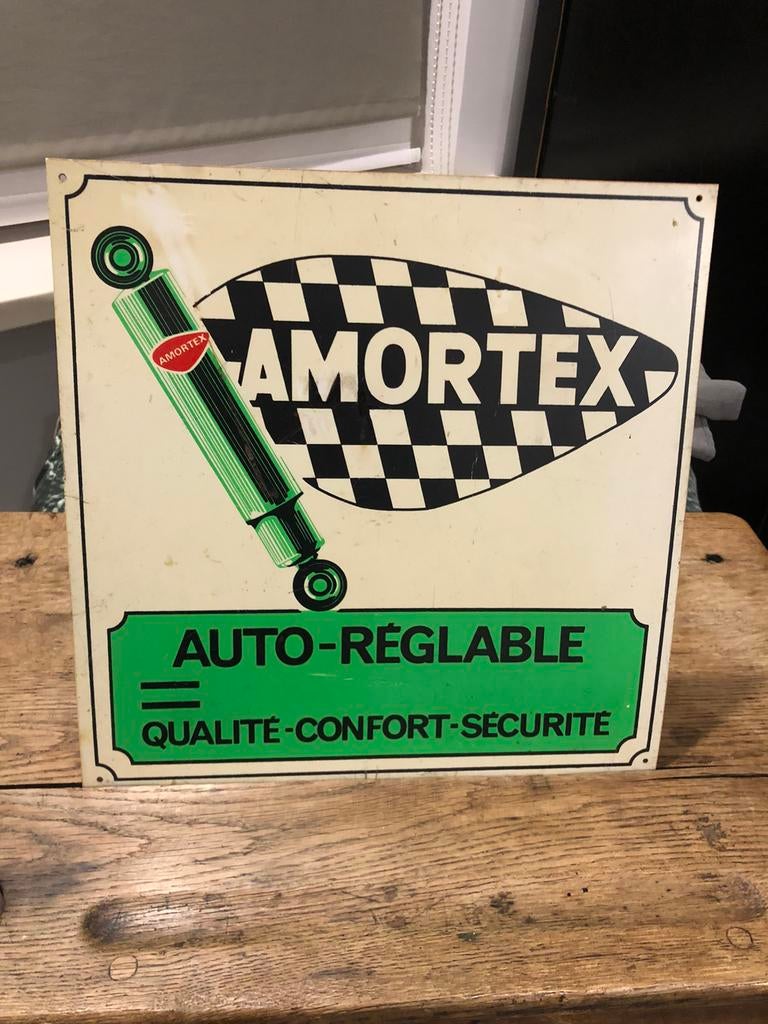 AMORTEX
AMORTEX
AUTO-RÉGLABLE
=
QUALITÉ-CONFORT-SÉCURITÉ